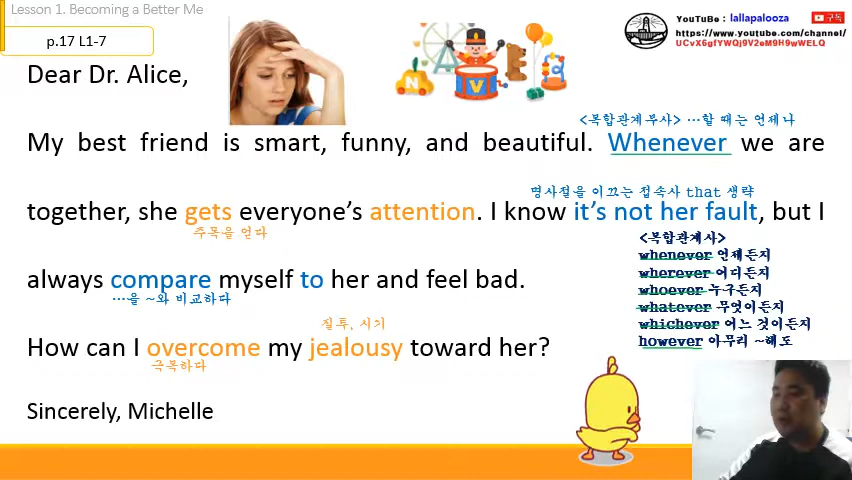 Lesson 1. Becoming a Better Me
p.17 L1-7
YouTuBe : lallapalooza
구독
https://www.youtube.com/channel/
UCvX6gfYWQj9V2eM9H9wWELQ
Dear Dr. Alice,
N
V
<복합관계부사> …할 때는 언제나
My best friend is smart, funny, and beautiful. Whenever we are
명사절을 이끄는 접속사 that 생략
together, she gets everyone’s attention. I know it’s not her fault, but I
주목을 얻다
<복합관계사>
whenever 언제든지
wherever 어디든지
whoever 누구든지
whatever 무엇이든지
whichever 어느 것이든지
however 아무리 ~해도
always compare myself to her and feel bad.
…을 ~와 비교하다
질투, 시기
How can I overcome my jealousy toward her?
극복하다
Sincerely, Michelle